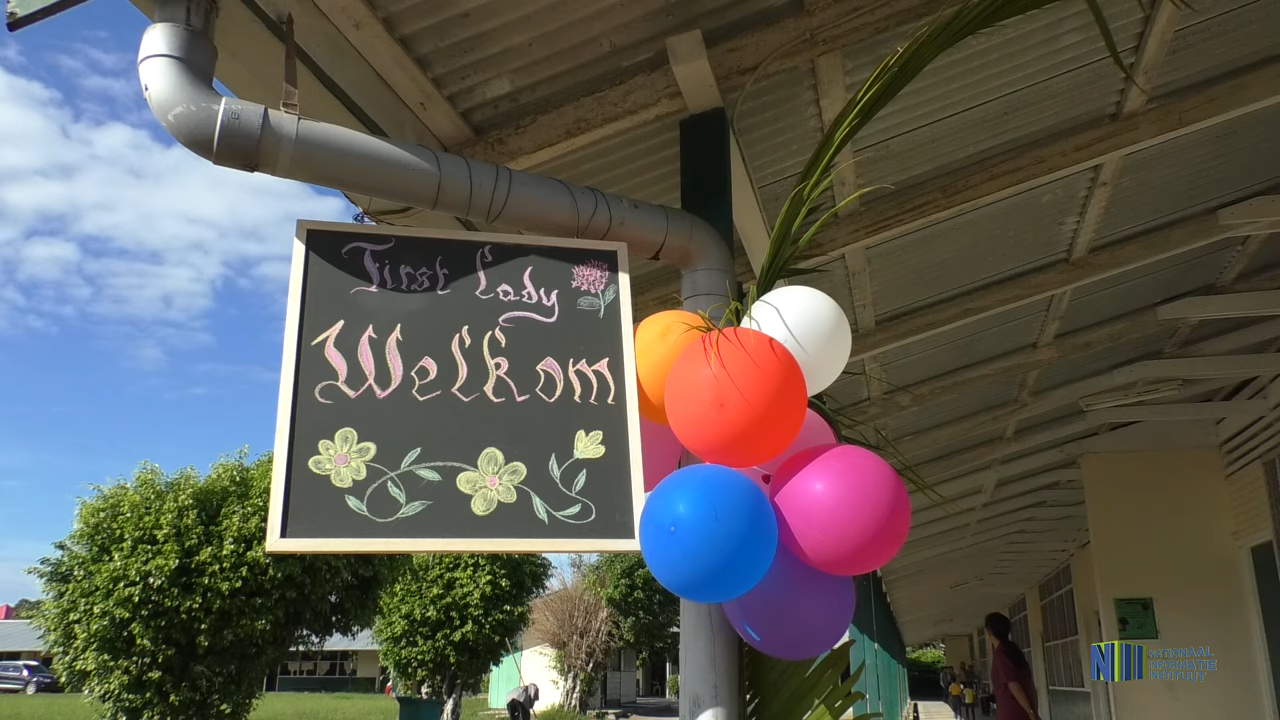 First Lady
Welkom
NATIONAAL
INFORMATIE
INSTITUUT